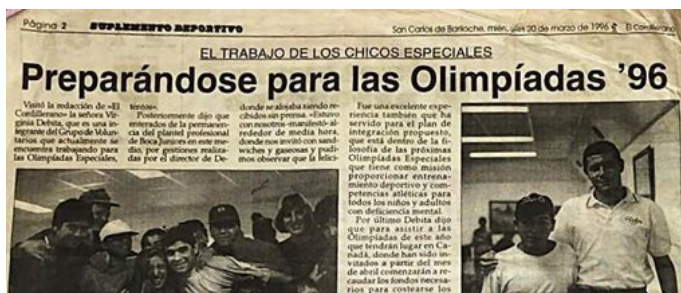 Página 2
SUPLEMENTO DEPORTIVO
San Carlos de Bariloche, miércoles 20 de marzo de 1996
El Cordillerano
EL TRABAJO DE LOS CHICOS ESPECIALES
Preparándose para las Olimpíadas '96
Visitó la redacción de «El
Cordillerano» la señora Vir-
ginia Debita, que es una in-
tegrante del Grupo de Volun-
tarios que actualmente se
encuentra trabajando para
las Olimpíadas Especiales,
tentos».
Posteriormente dijo que
enterados de la permanen-
cia del plantel profesional
de Boca Juniors en este me-
dio, por gestiones realiza-
das por el director de De-
donde se alojaba siendo re-
cibidos sin prensa. «Estuvo
con nosotros -manifestó- al-
rededor de media hora,
donde nos invitó con sand-
wiches y gaseosas y pudi-
mos observar que la felici-
Fue una excelente expe-
riencia también que ha
servido para el plan de
integración propuesto,
que está dentro de la fi-
losofía de las próximas
Olimpíadas Especiales
que tiene como misión
proporcionar entrena-
miento deportivo y com-
petencias atléticas para
todos los niños y adultos
con deficiencia mental.
Por último Debita dijo
que para asistir a las
Olimpíadas de este año
que tendrán lugar en Ca-
nadá, donde han sido in-
vitados a partir del mes
de abril comenzarán a re-
caudar los fondos necesa-
rios para costearse los